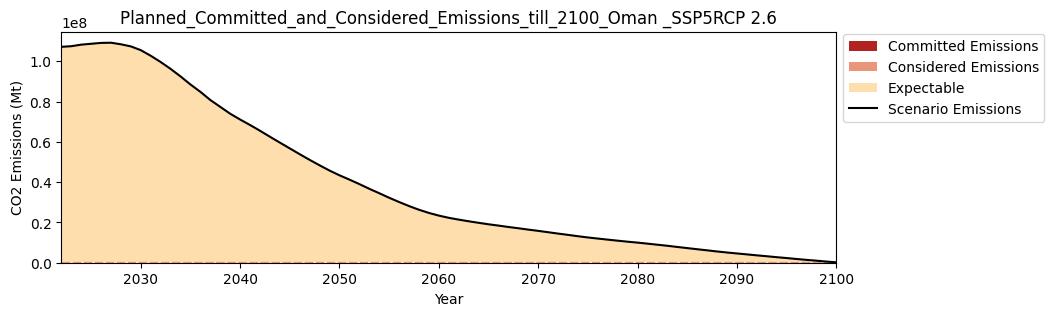 Planned_Committed_and_Considered_Emissions_till_2100_Oman _SSP5RCP 2.6
1e8
1.0
0.8
0.6
0.4
0.2
0.0
CO2 Emissions (Mt)
2030 2040 2050 2060 2070 2080 2090 2100
Year
Committed Emissions
Considered Emissions
Expectable
Scenario Emissions